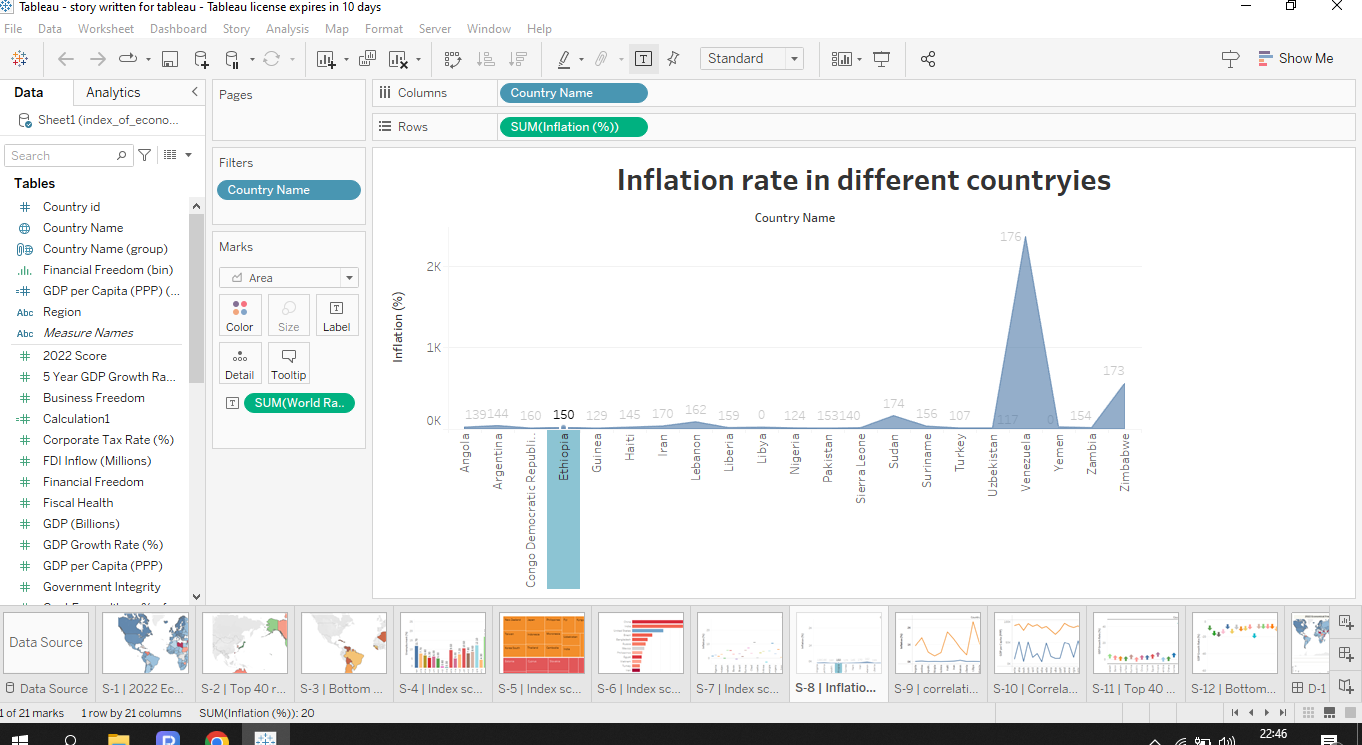 Tableau - story written for tableau - Tableau license expires in 10 days
File Data Worksheet Dashboard Story Analysis Map Format Server Window Help
Standard
Show Me
Data
Analytics
Sheet1 (index_of_econo...
Search
Tables
Country id
Country Name
Country Name (group)
Financial Freedom (bin)
GDP per Capita (PPP) (...
Abc Region
Abc Measure Names
2022 Score
5 Year GDP Growth Ra...
Business Freedom
Calculation1
Corporate Tax Rate (%)
FDI Inflow (Millions)
Financial Freedom
Fiscal Health
GDP (Billions)
GDP Growth Rate (%)
GDP per Capita (PPP)
Government Integrity
Pages
Filters
Country Name
Marks
Area
Color
Size
Label
Detail
Tooltip
SUM(World Ra..
Columns
Country Name
Rows
SUM(Inflation (%))
Inflation rate in different countryies
Country Name
Inflation (%)
2K
1K
0K
139 144 160 150 129 145 170 162 159 0 124 153 140 174 156 107 117 176 0 154 173
Angola
Argentina
Congo Democratic Republi..
Ethiopia
Guinea
Haiti
Iran
Lebanon
Liberia
Libya
Nigeria
Pakistan
Sierra Leone
Sudan
Suriname
Turkey
Uzbekistan
Venezuela
Yemen
Zambia
Zimbabwe
Data Source
Data Source
S-1 | 2022 Ec...
S-2 | Top 40 r...
S-3 | Bottom ...
S-4 | Index sc...
S-5 | Index sc...
S-6 | Index sc...
S-7 | Index sc...
S-8 | Inflatio...
S-9 | correlati...
S-10 | Correla...
S-11 | Top 40 ...
S-12 | Bottom...
D-1
1 of 21 marks
1 row by 21 columns
SUM(Inflation (%)): 20
22:46